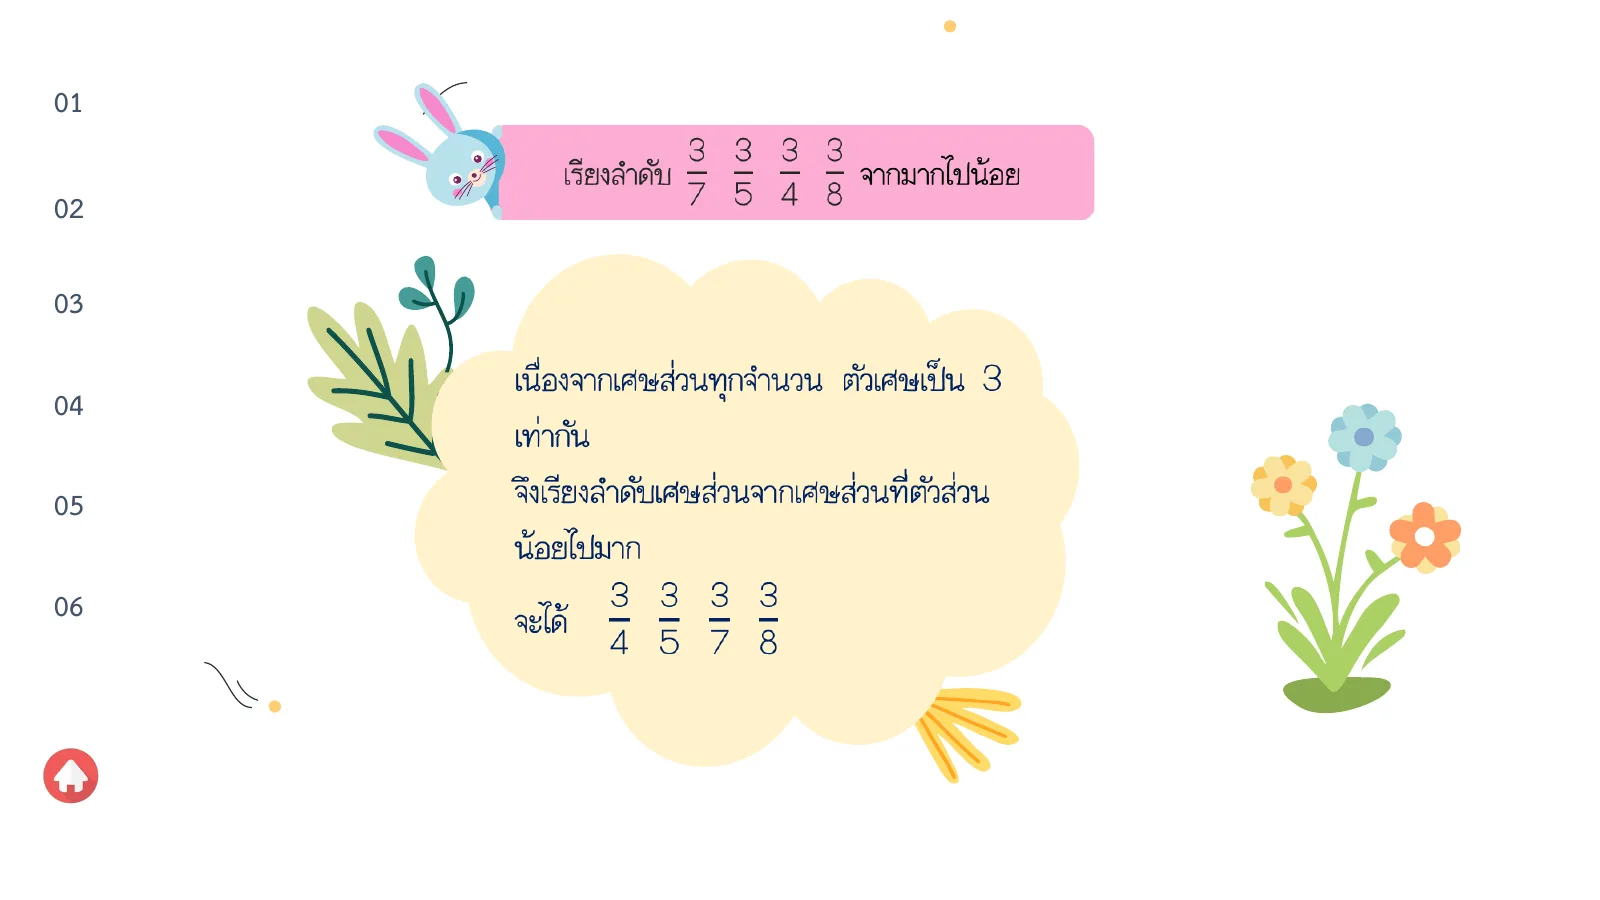 01
02
03
04
05
06
เรียงลำดับ 3/7 3/5 3/4 3/8 จากมากไปน้อย
เนื่องจากเศษส่วนทุกจำนวน ตัวเศษเป็น 3
เท่ากัน
จึงเรียงลำดับเศษส่วนจากเศษส่วนที่ตัวส่วน
น้อยไปมาก
จะได้ 3/4 3/5 3/7 3/8